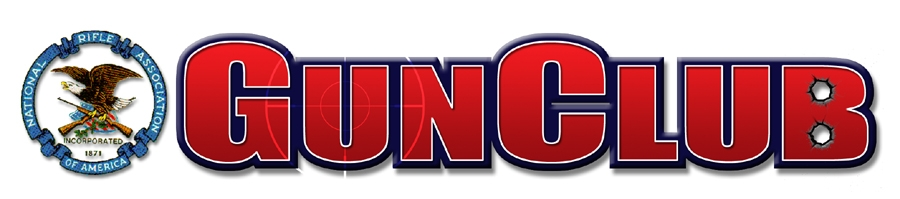 NATIONAL RIFLE ASSOCIATION
INCORPORATED
1871
OF AMERICA
GUNCLUB